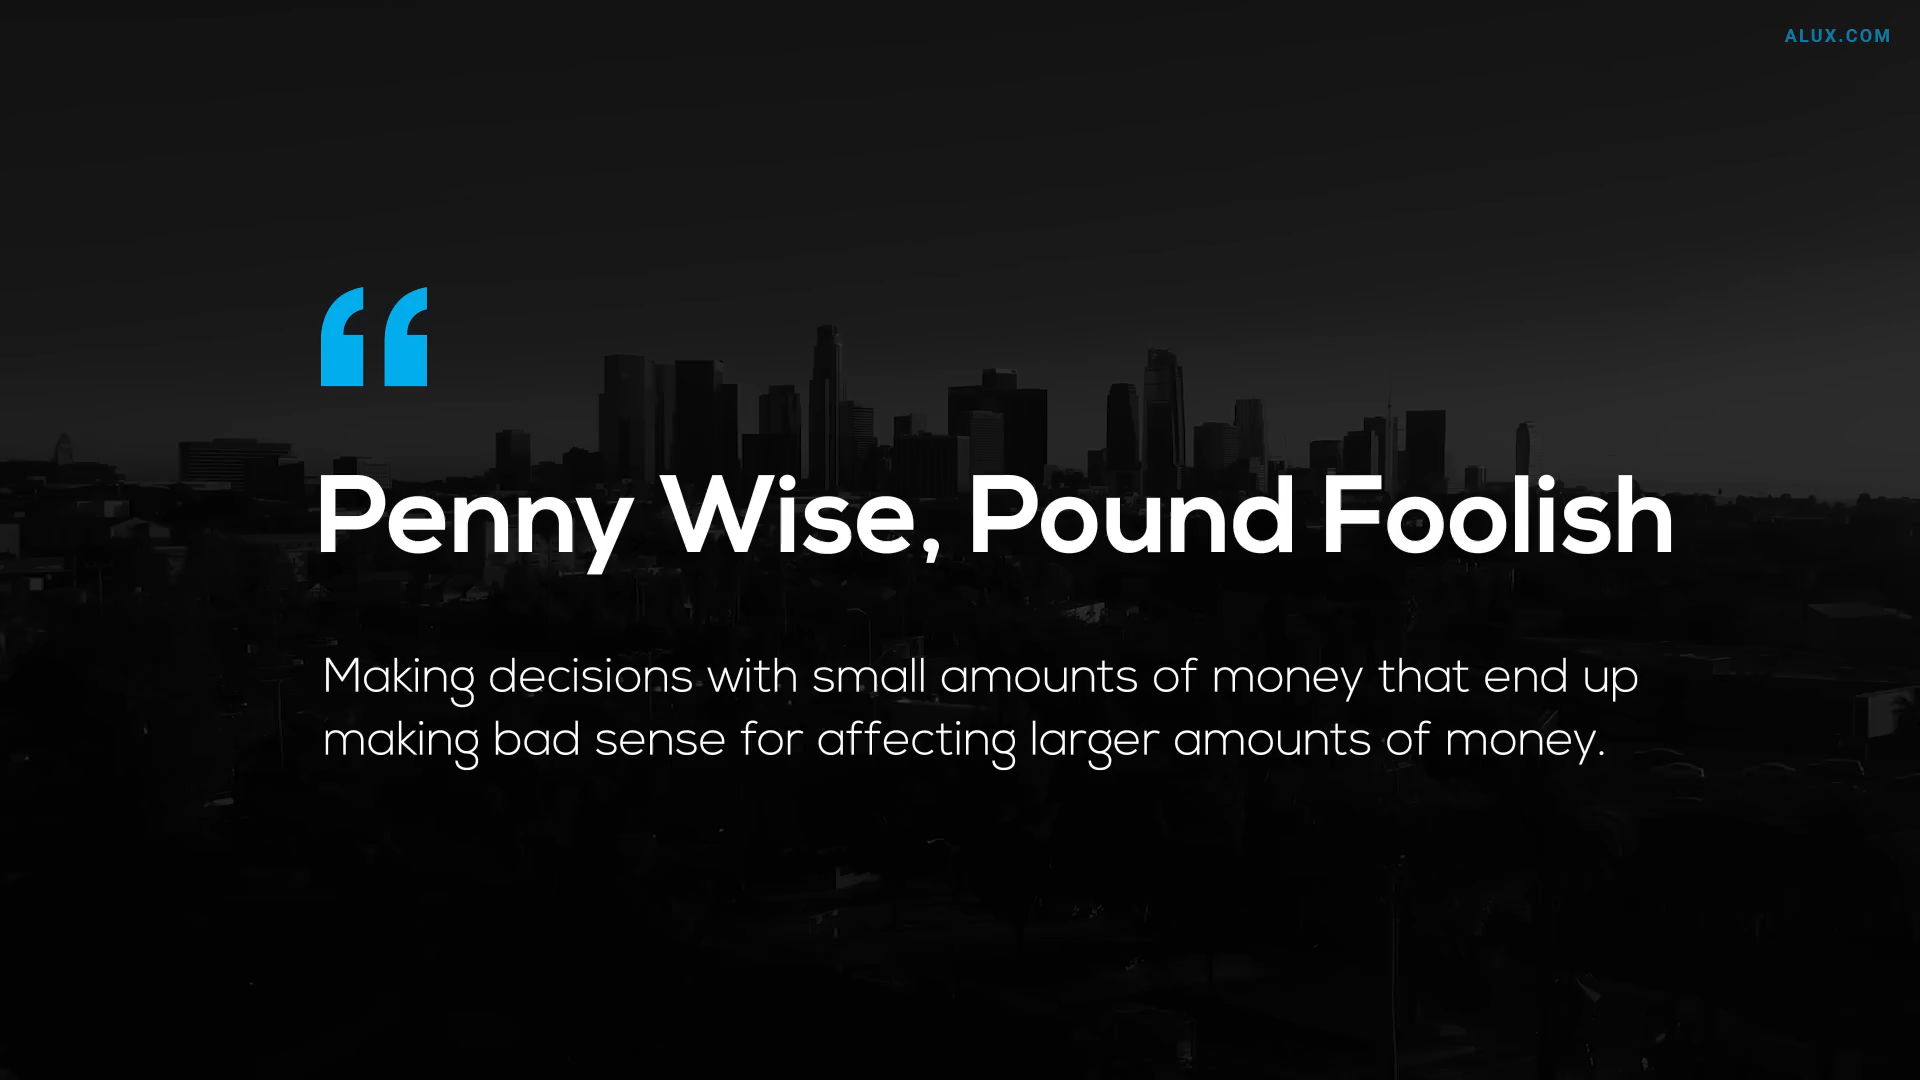 ALUX.COM
“
Penny Wise, Pound Foolish
Making decisions with small amounts of money that end up
making bad sense for affecting larger amounts of money.